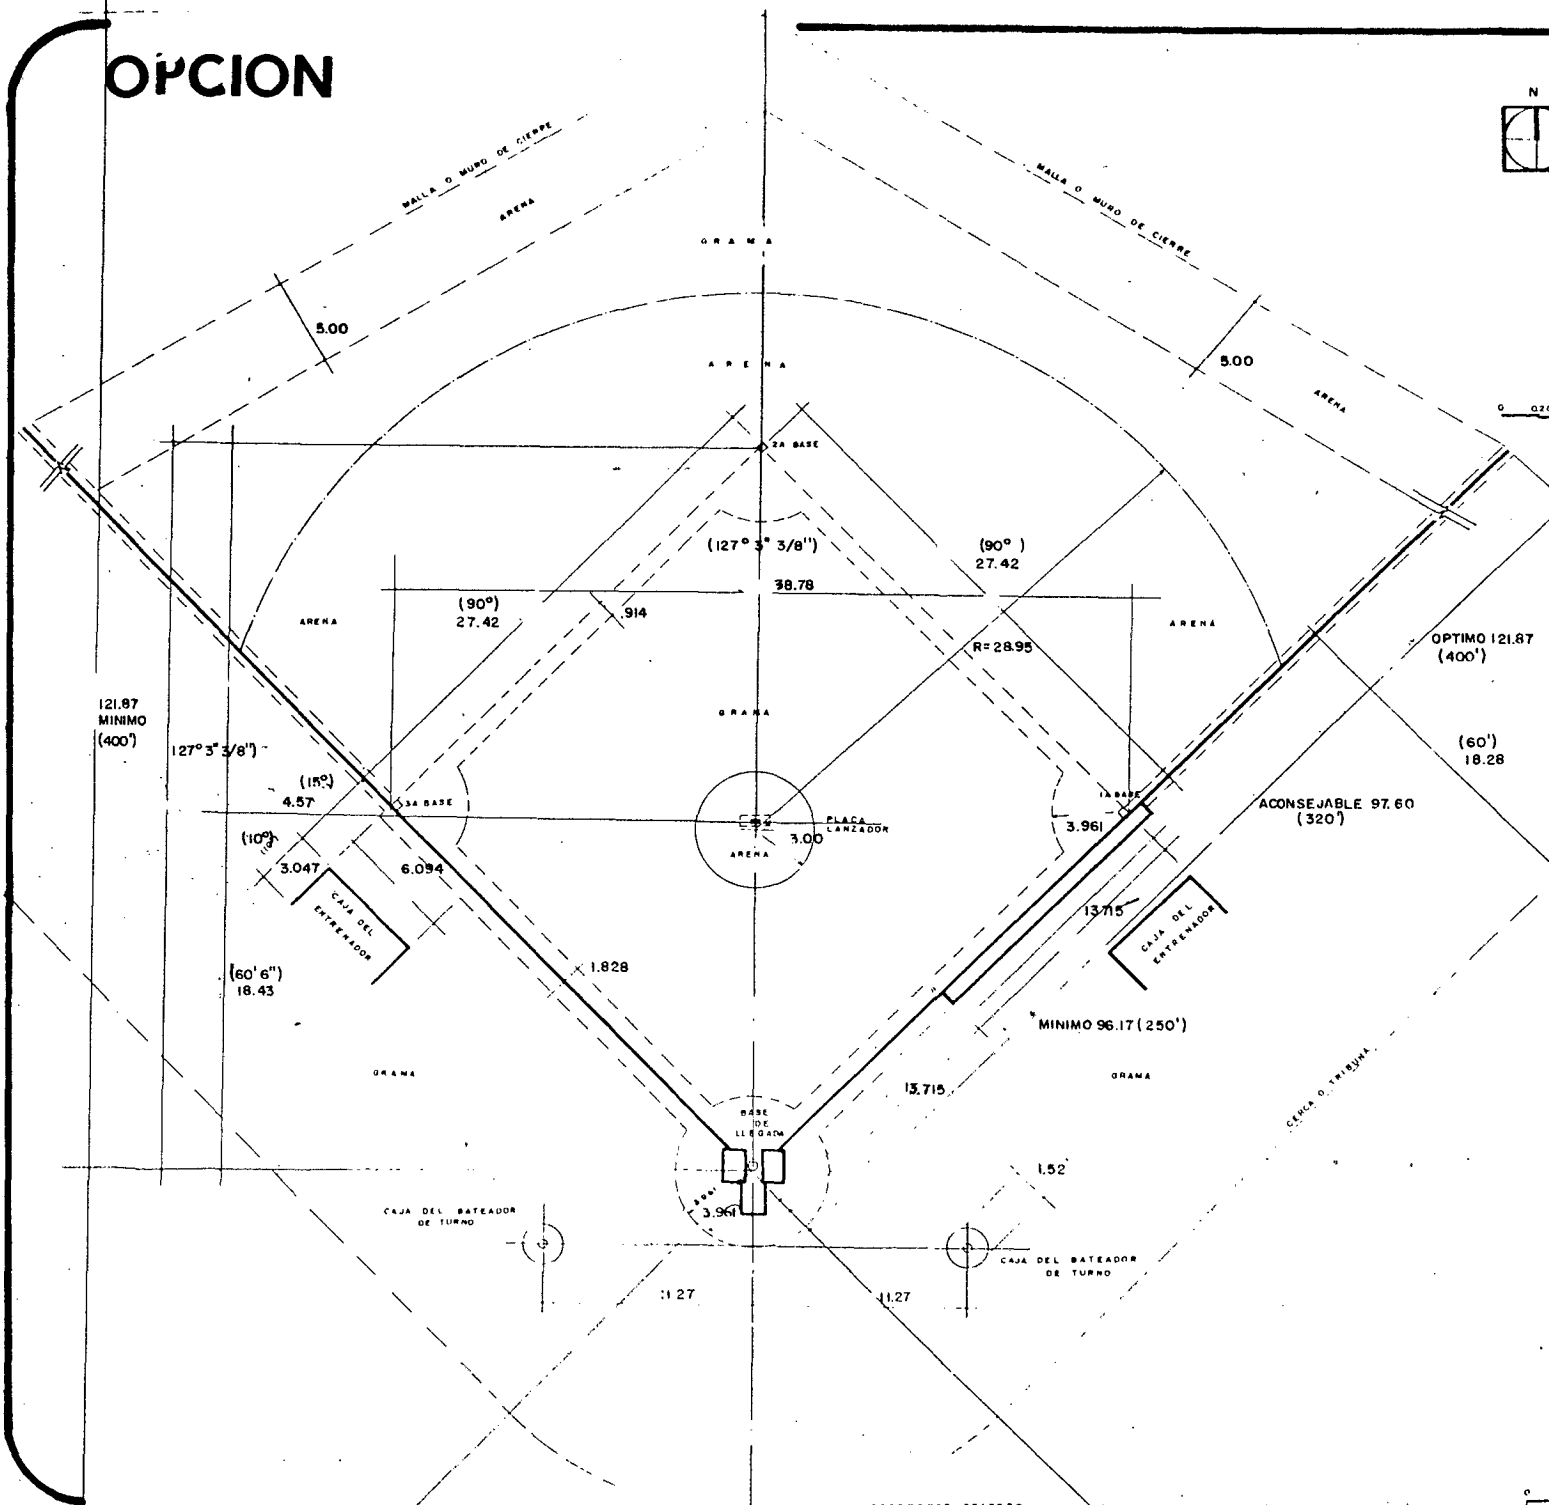 OPCION
N
MALLA O MURO DE CIERRE
MALLA O MURO DE CIERRE
ARENA
GRAMA
5.00
5.00
ARENA
ARENA
0
2A BASE
(127° 3" 3/8")
(90°)
27.42
38.78
(90°)
27.42
.914
ARENA
ARENA
R=28.95
OPTIMO 121.87
(400')
121.87
MINIMO
(400')
GRAMA
127° 3" 3/8")
(60')
18.28
(15°)
4.57
3A BASE
1A BASE
ACONSEJABLE 97.60
(320')
PLACA
LANZADOR
3.00
3.961
(10°)
ARENA
3.047
6.094
CAJA DEL
ENTRENADOR
13.715
CAJA DEL
ENTRENADOR
1.828
(60' 6")
18.43
MINIMO 96.17 (250')
GRAMA
GRAMA
13.715
CERCA O TRIBUNA
BASE
DE
LLEGADA
1.52
3.961
CAJA DEL BATEADOR
DE TURNO
CAJA DEL BATEADOR
DE TURNO
11.27
11.27